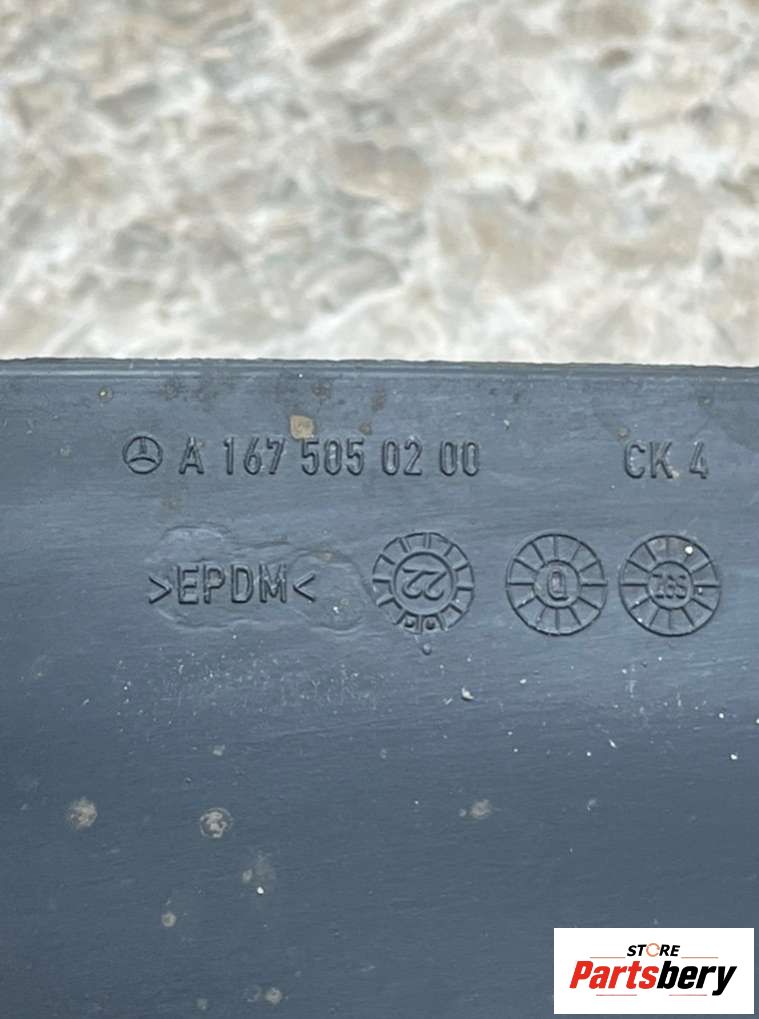 A 167 505 02 00 CK 4
>EPDM< 22 D
STORE
Partsbery